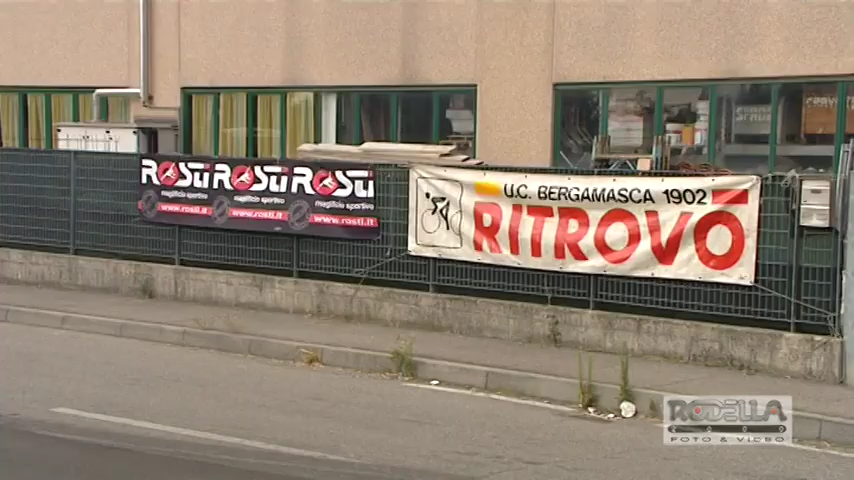 ROSTI ROSTI ROSTI
maglificio sportivo maglificio sportivo maglificio sportivo
www.rosti.it www.rosti.it www.rosti.it
U.C. BERGAMASCA 1902
RITROVO
RODELLA
FOTO & VIDEO